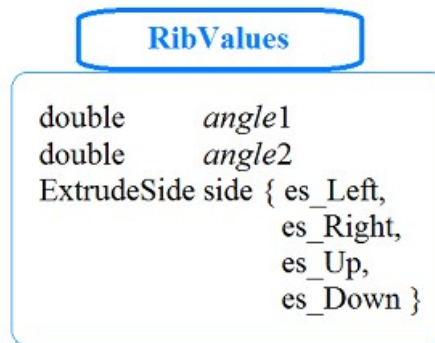 RibValues
double angle1
double angle2
ExtrudeSide side { es_Left,
es_Right,
es_Up,
es_Down }